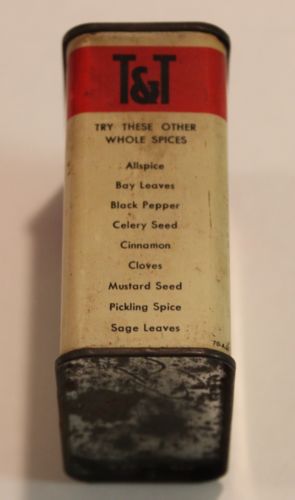 T&T
TRY THESE OTHER
WHOLE SPICES
Allspice
Bay Leaves
Black Pepper
Celery Seed
Cinnamon
Cloves
Mustard Seed
Pickling Spice
Sage Leaves